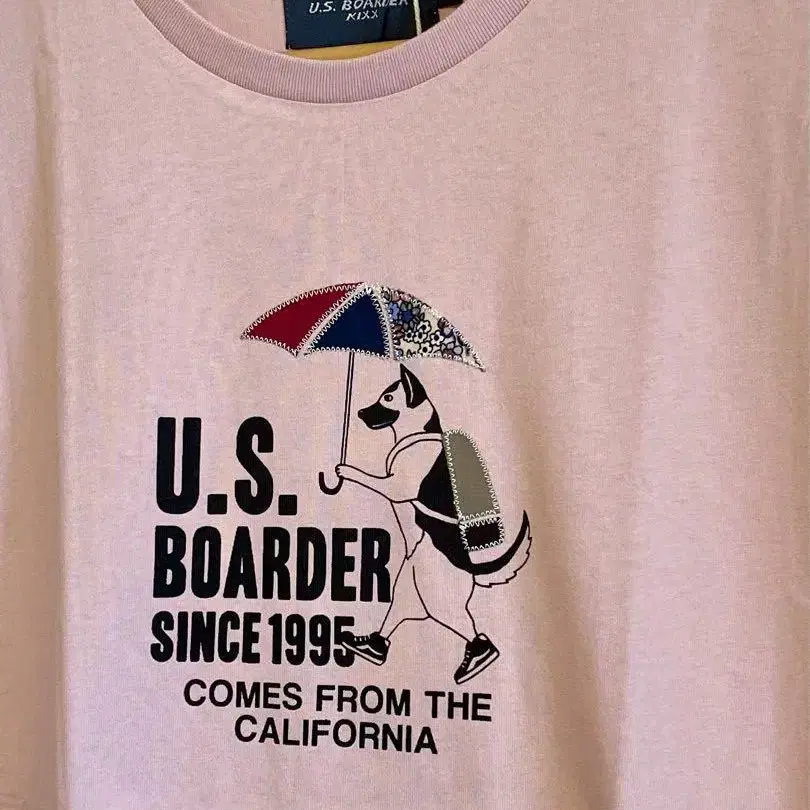 U.S. BOARDER
KIXX
U.S.
BOARDER
SINCE 1995
COMES FROM THE
CALIFORNIA